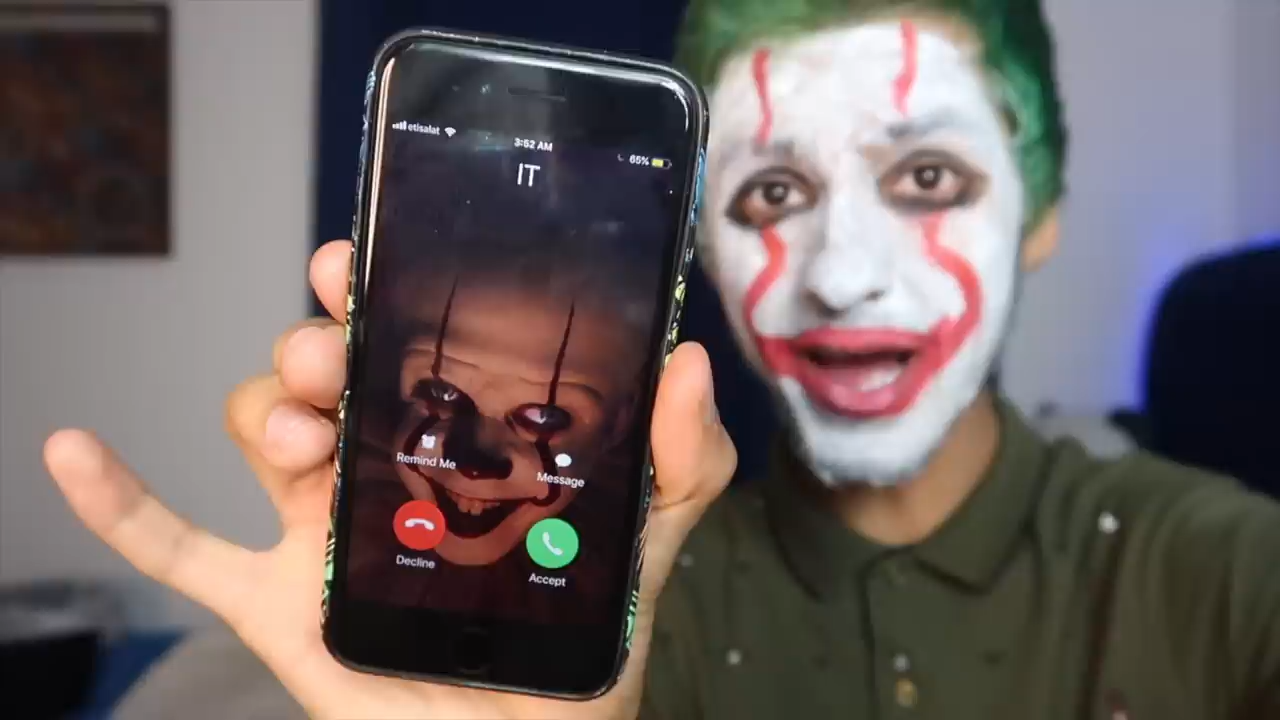 etisalat
3:52 AM
65%
IT
Remind Me
Message
Decline
Accept